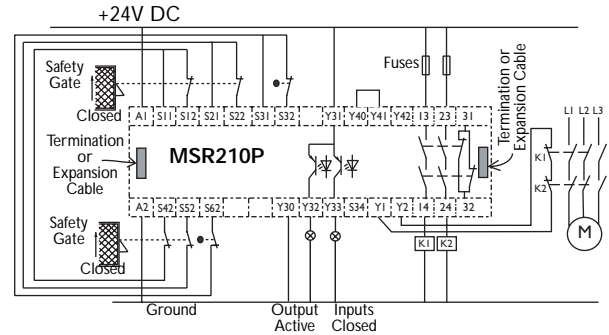 +24V DC
Safety
Gate
Closed
Fuses
Termination or
Expansion Cable
A1 S11 S12 S21 S22 S31 S32 Y31 Y40 Y41 Y42 13 23 31
L1 L2 L3
Termination
or
Expansion
Cable
MSR210P
K1
K2
A2 S42 S52 S62 Y30 Y32 Y33 S34 Y1 Y2 14 24 32
Safety
Gate
Closed
K1 K2
M
Ground
Output
Active
Inputs
Closed